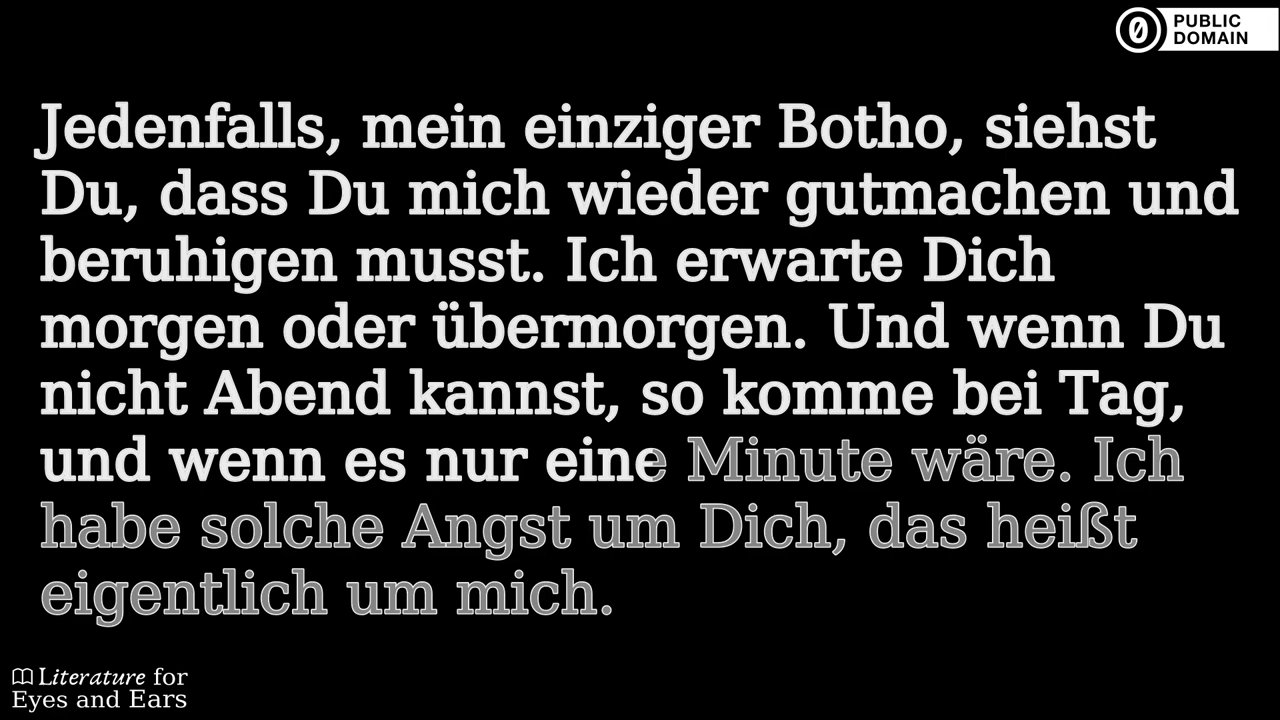 PUBLIC
DOMAIN
Jedenfalls, mein einziger Botho, siehst
Du, dass Du mich wieder gutmachen und
beruhigen musst. Ich erwarte Dich
morgen oder übermorgen. Und wenn Du
nicht Abend kannst, so komme bei Tag,
und wenn es nur eine Minute wäre. Ich
habe solche Angst um Dich, das heißt
eigentlich um mich.
Literature for
Eyes and Ears